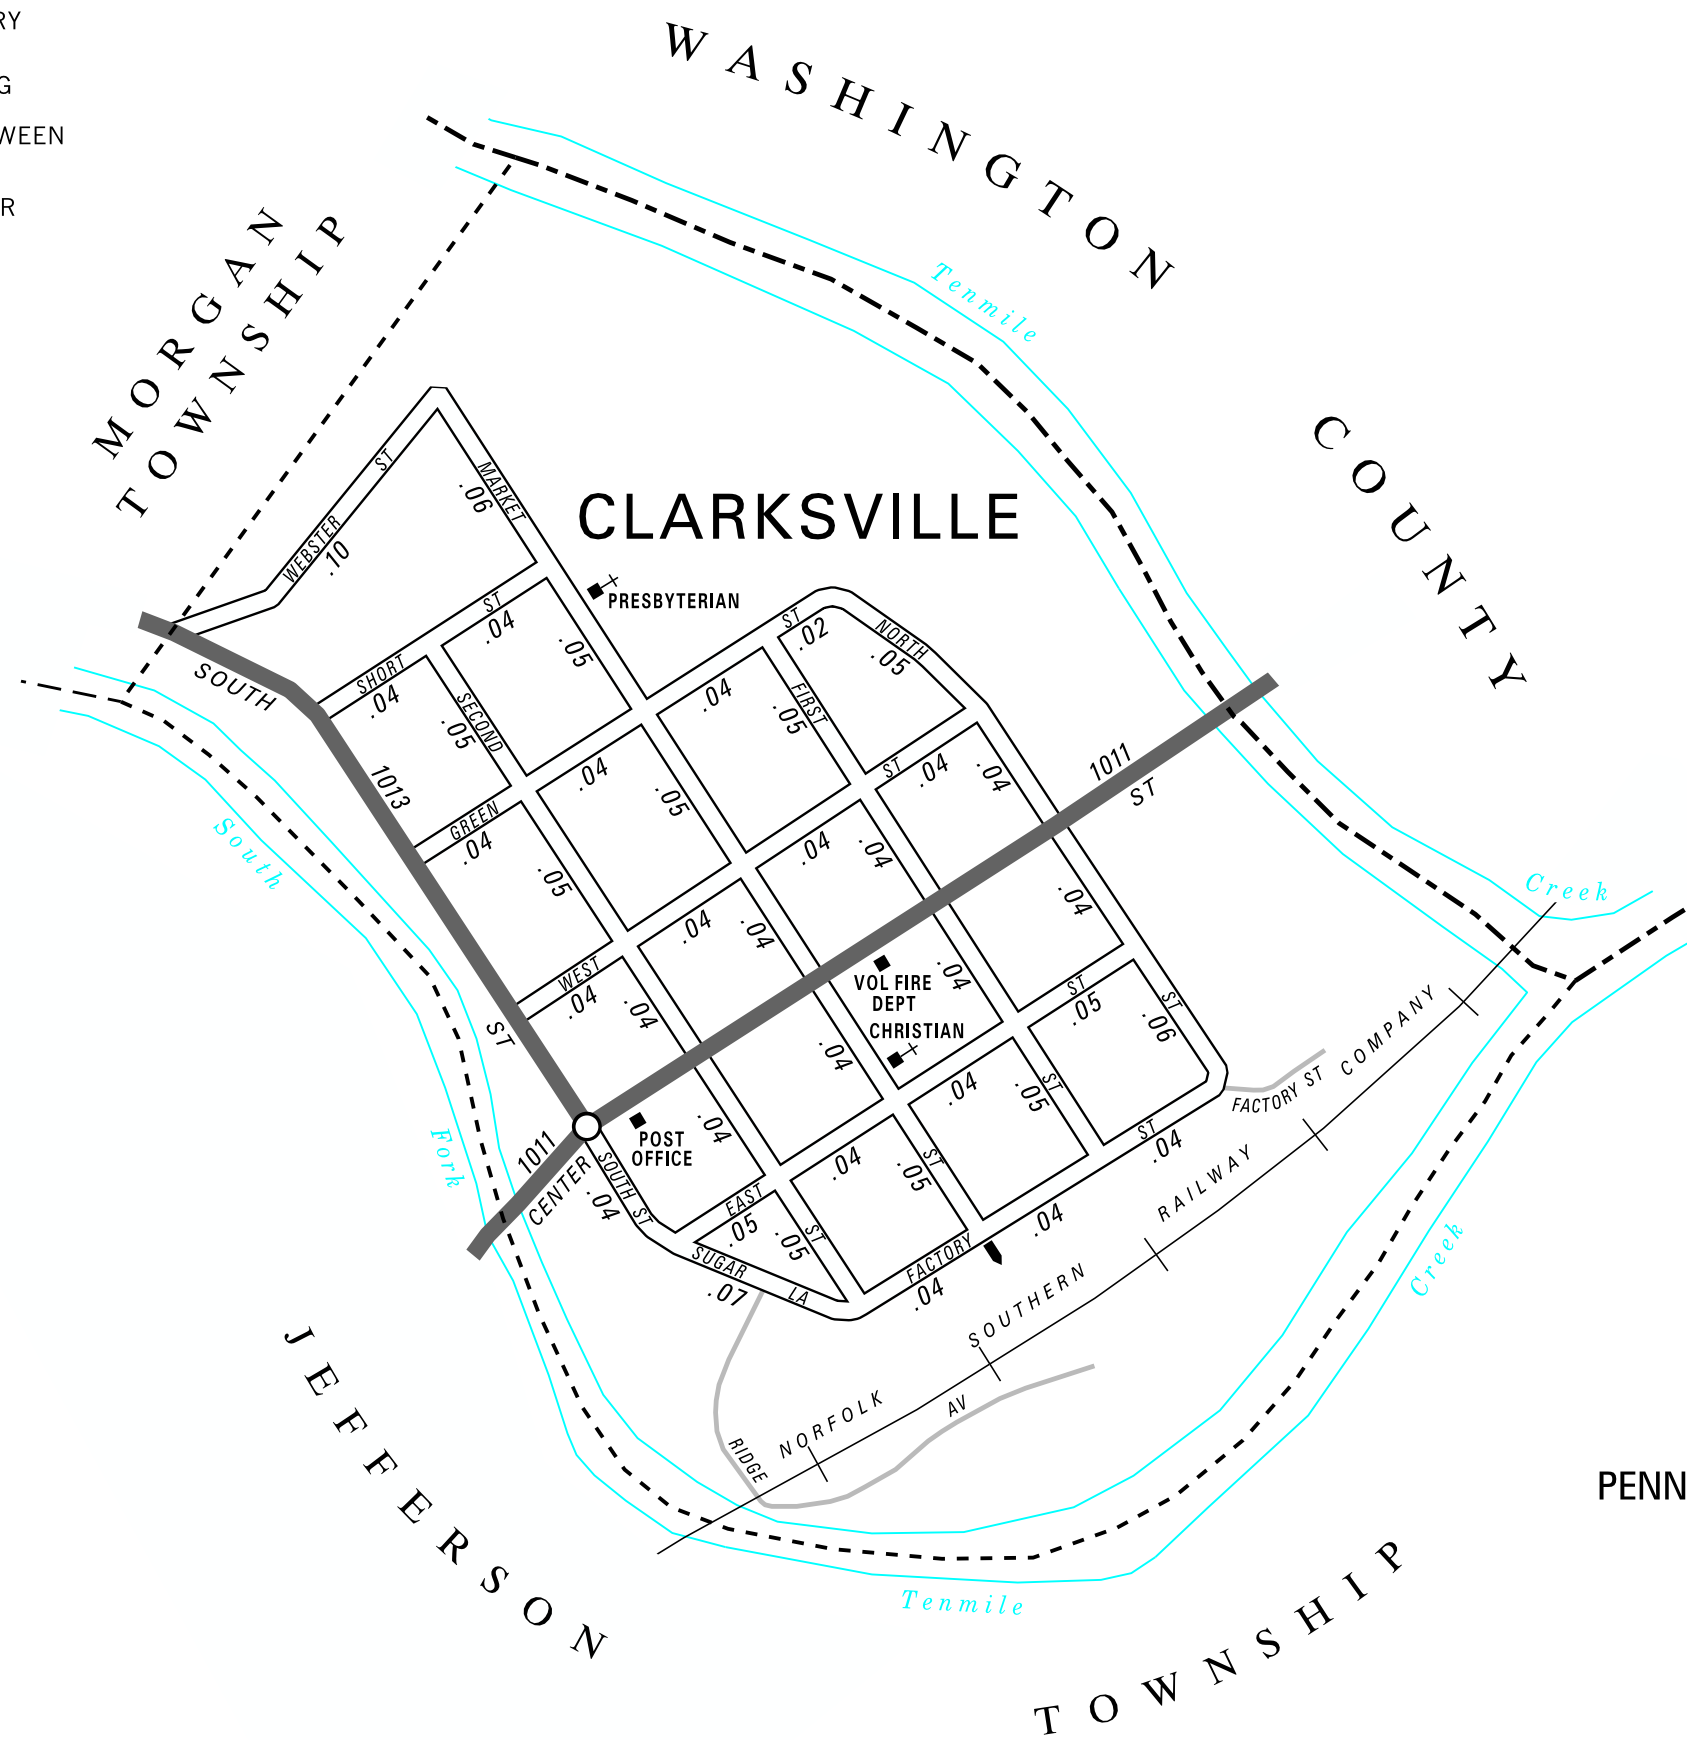 RY
G
WEEN
R
WASHINGTON
COUNTY
MORGAN
TOWNSHIP
Tenmile
Creek
CLARKSVILLE
WEBSTER ST
.10
MARKET
.06
PRESBYTERIAN
SHORT ST
.04
.04
.05
SECOND
.05
SOUTH
1013
ST
GREEN ST
.04
.04
.04
.02
NORTH
.05
FIRST
.05
.05
.05
WEST ST
.04
.04
.04
.04
.04
.04
.04
.04
.04
.04
.04
.04
1011
ST
VOL FIRE
DEPT
CHRISTIAN
POST
OFFICE
1011
CENTER
SOUTH ST
.04
EAST ST
.05
.04
.04
.05
.05
ST
.05
ST
.05
ST
ST
.06
SUGAR LA
.07
FACTORY ST
.04
.04
.04
FACTORY ST
NORFOLK SOUTHERN RAILWAY COMPANY
RIDGE AV
South
Fork
Tenmile
Creek
JEFFERSON
TOWNSHIP
PENN